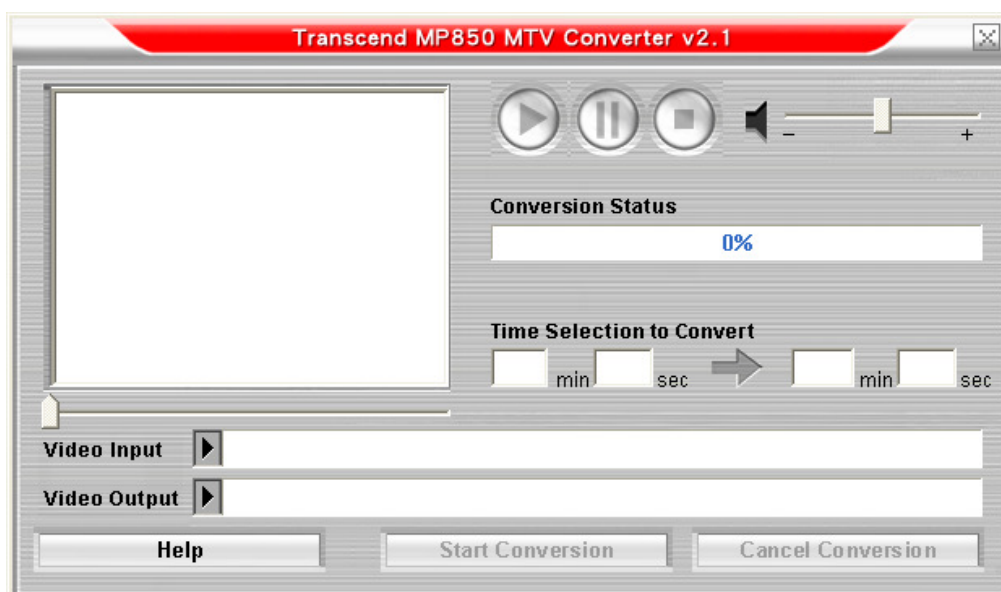 Transcend MP850 MTV Converter v2.1
- +
Conversion Status
0%
Time Selection to Convert
min sec min sec
Video Input
Video Output
Help Start Conversion Cancel Conversion